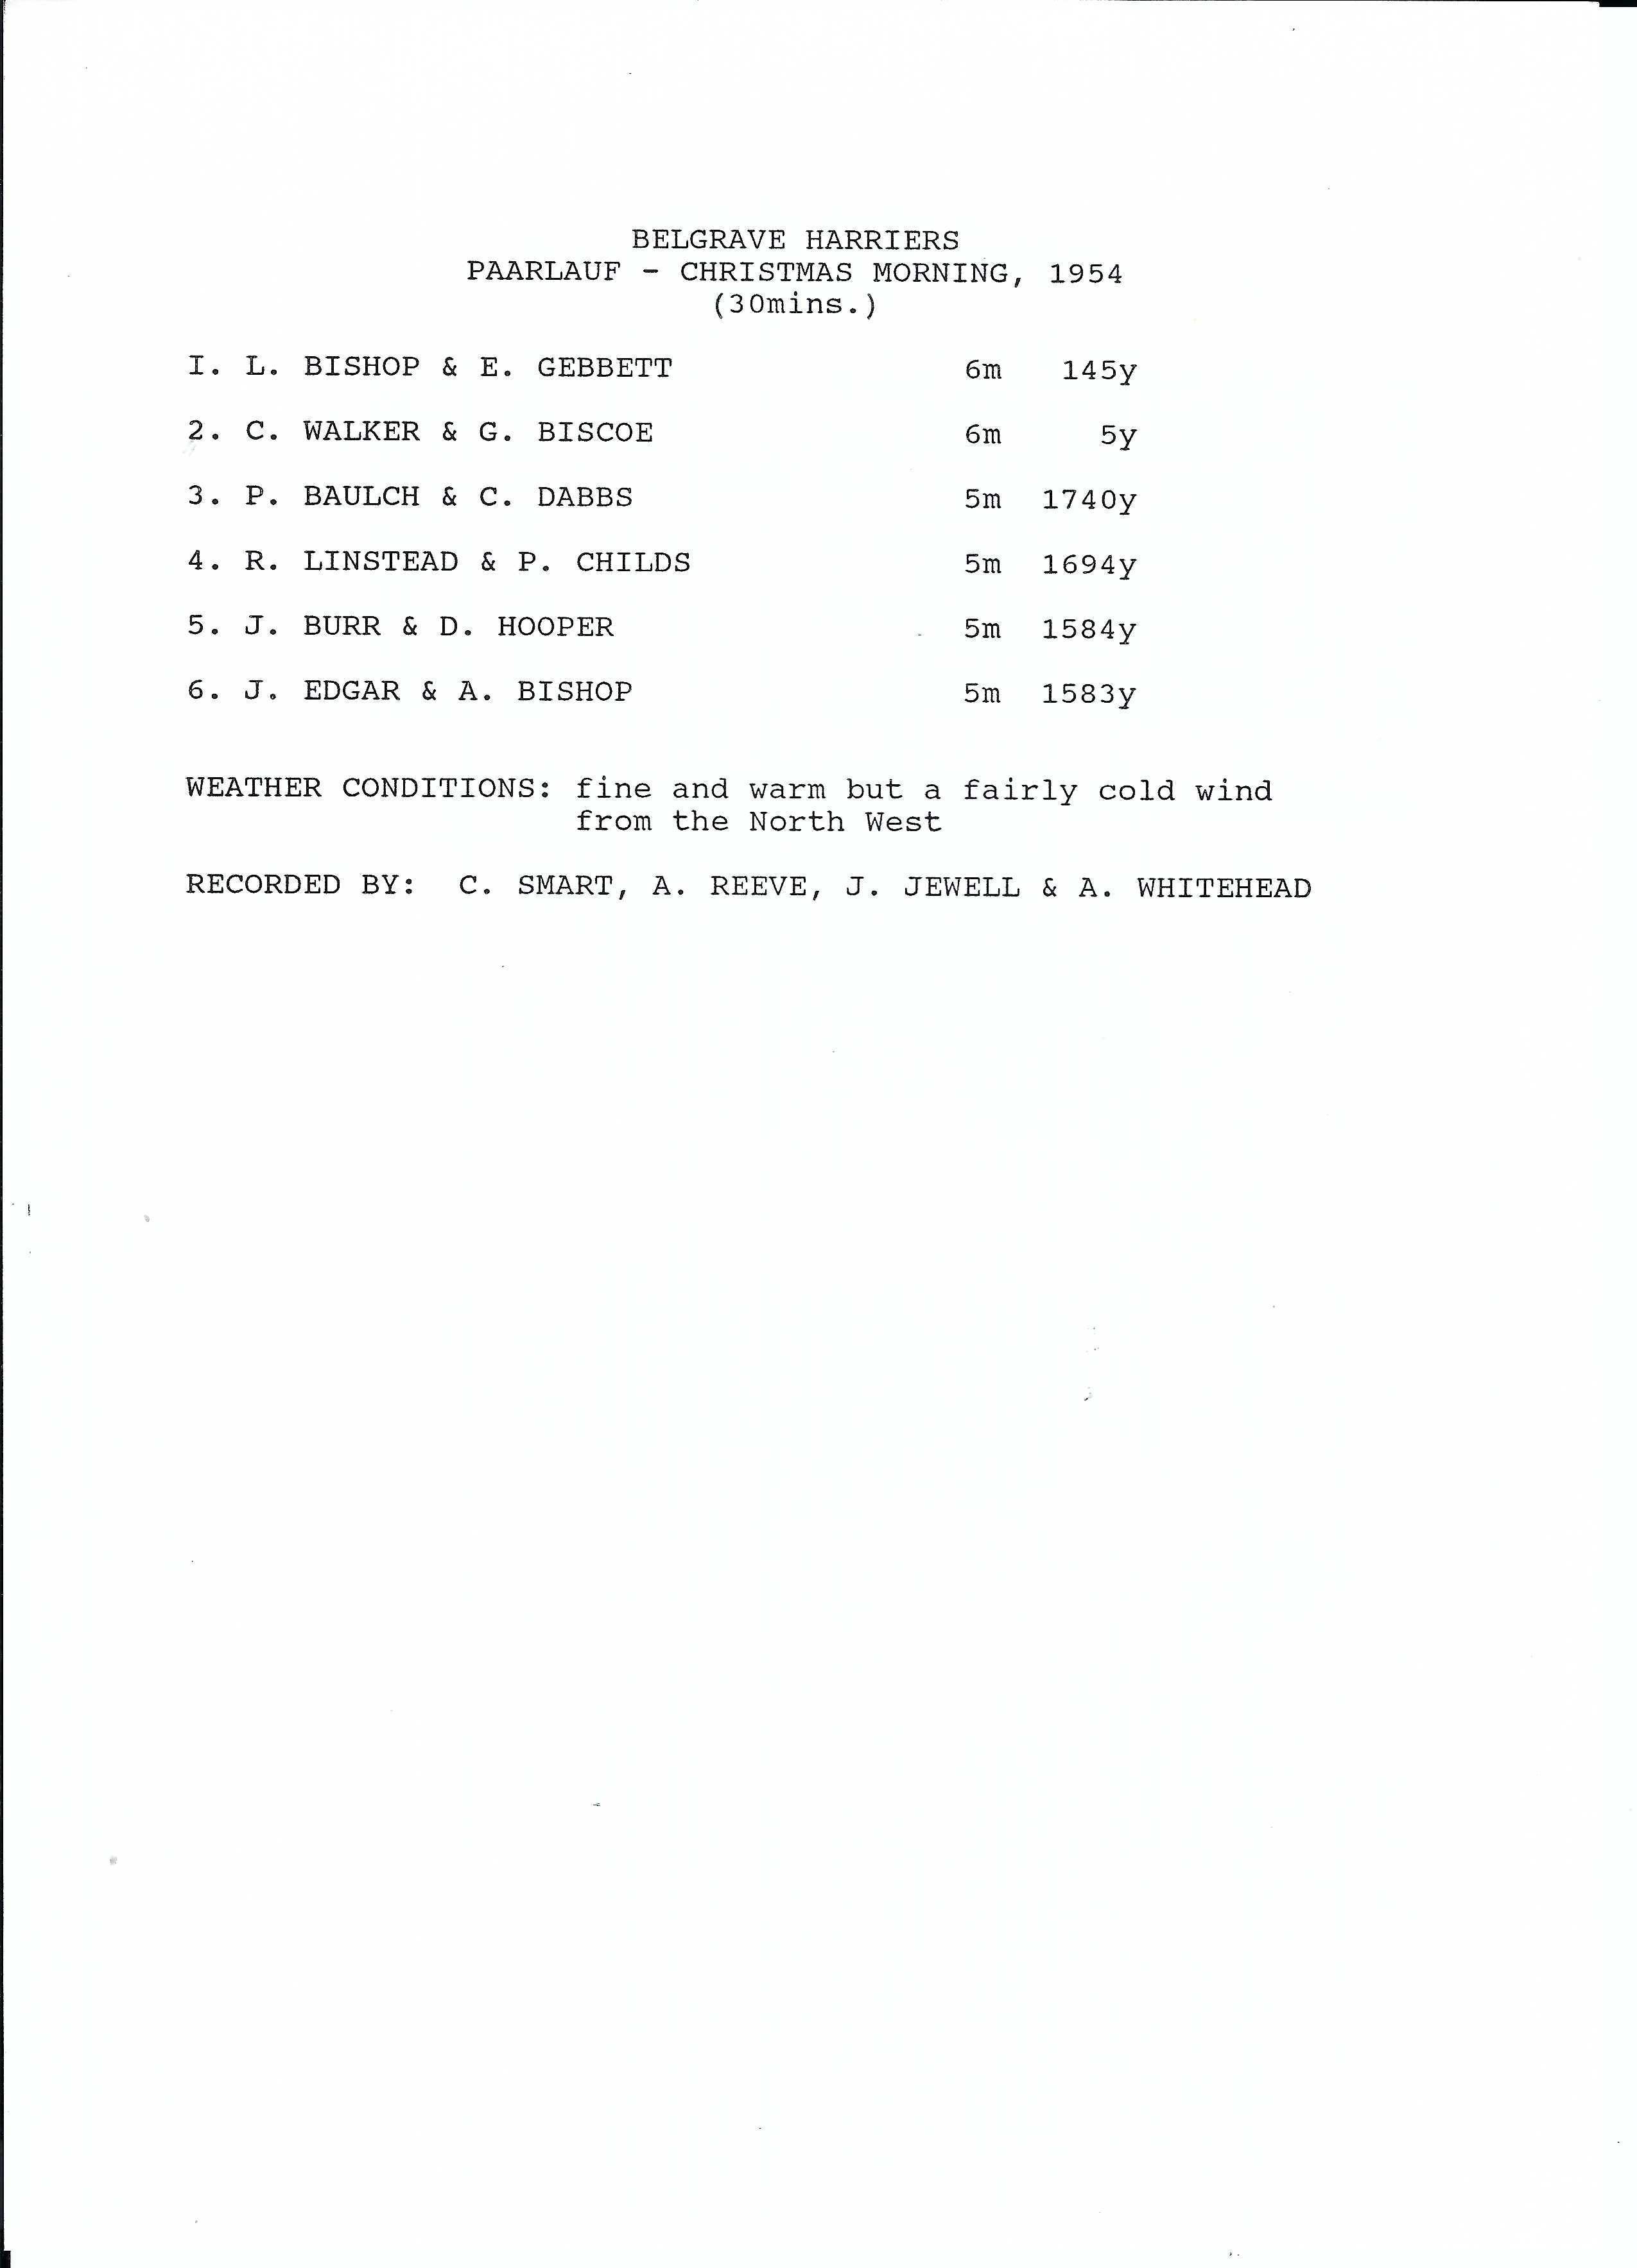 BELGRAVE HARRIERS
PAARLAUF - CHRISTMAS MORNING, 1954
(30mins.)
I. L. BISHOP & E. GEBBETT 6m 145y
2. C. WALKER & G. BISCOE 6m 5y
3. P. BAULCH & C. DABBS 5m 1740y
4. R. LINSTEAD & P. CHILDS 5m 1694y
5. J. BURR & D. HOOPER 5m 1584y
6. J. EDGAR & A. BISHOP 5m 1583y
WEATHER CONDITIONS: fine and warm but a fairly cold wind
from the North West
RECORDED BY: C. SMART, A. REEVE, J. JEWELL & A. WHITEHEAD